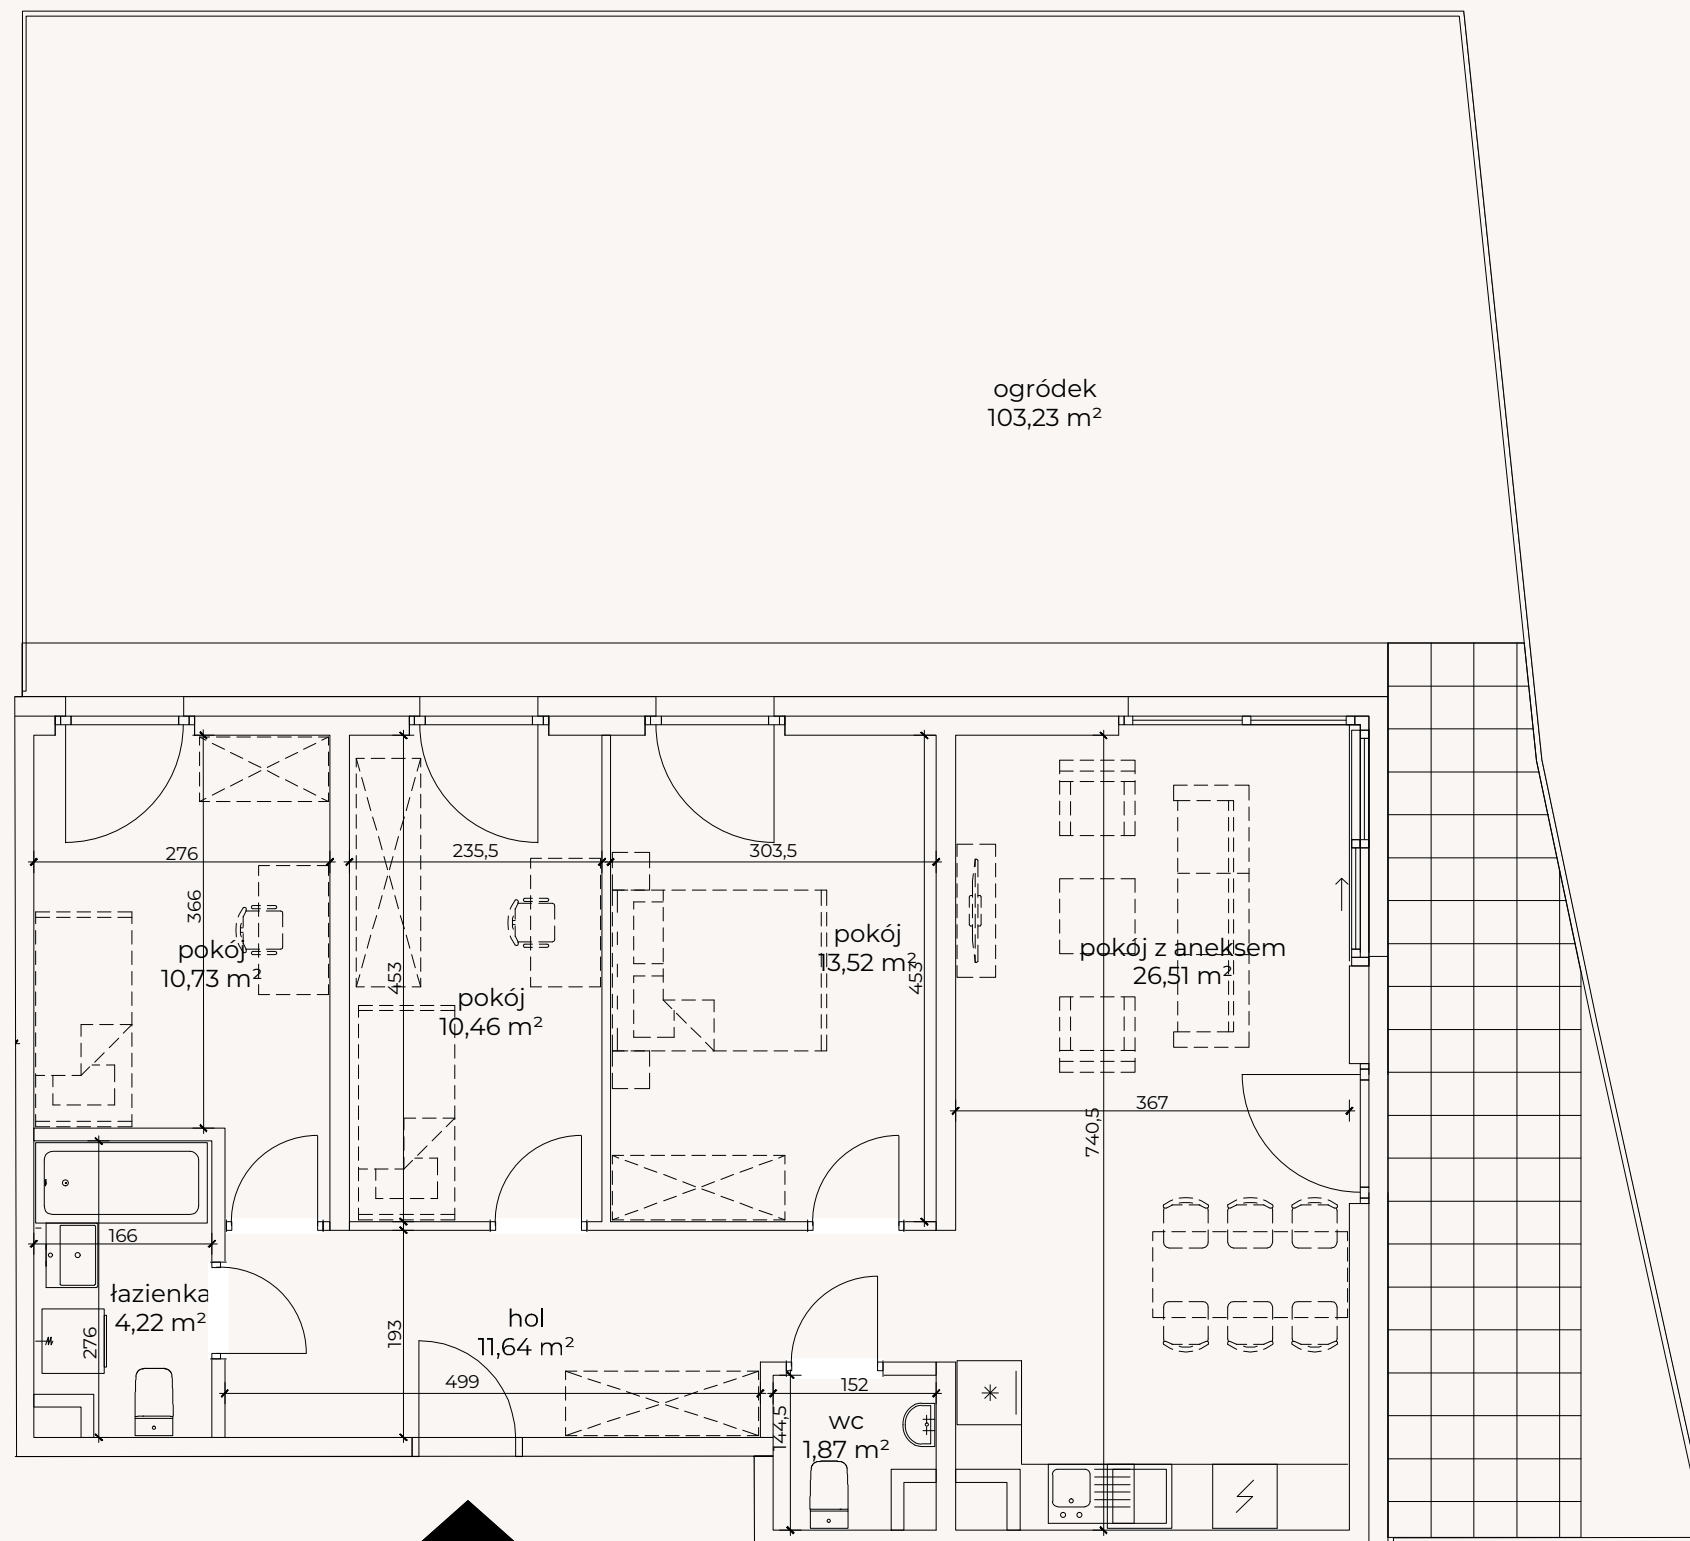 ogródek
103,23 m²
276
235,5
303,5
366
pokój
10,73 m²
453
pokój
10,46 m²
pokój
13,52 m²
453
pokój z aneksem
26,51 m²
367
740,5
166
łazienka
4,22 m²
276
193
hol
11,64 m²
499
152
144,5
wc
1,87 m²